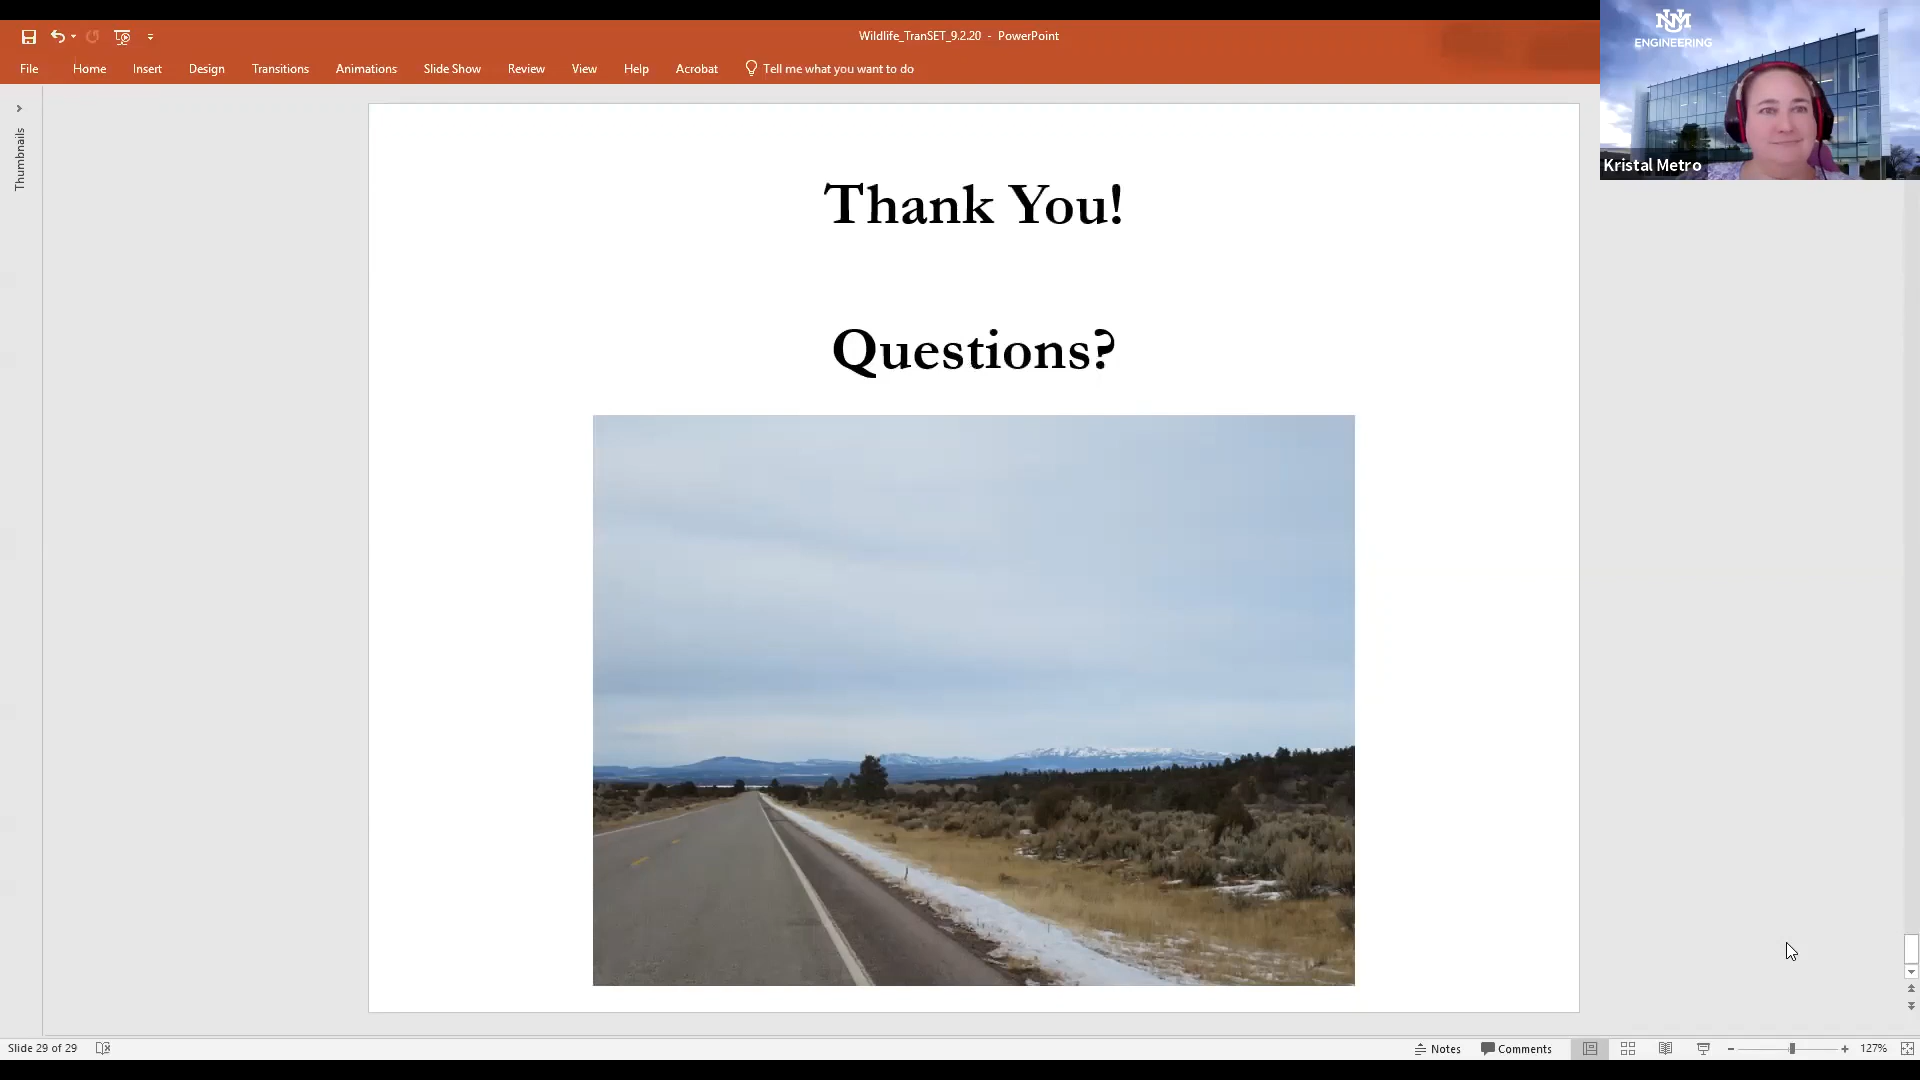 Wildlife_TranSET_9.2.20 - PowerPoint
File Home Insert Design Transitions Animations Slide Show Review View Help Acrobat Tell me what you want to do
UNM
ENGINEERING
Kristal Metro
Thumbnails
Thank You!
Questions?
Slide 29 of 29
Notes Comments 127%